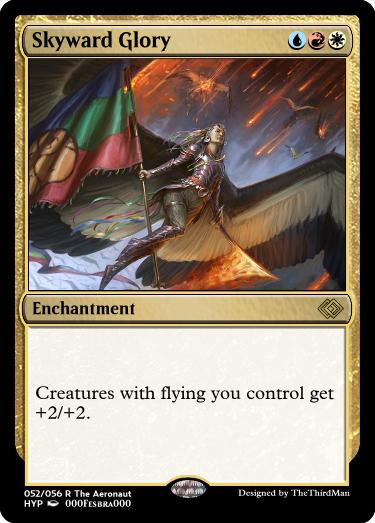 Skyward Glory
Enchantment
Creatures with flying you control get
+2/+2.
052/056 R The Aeronaut
HYP 000FESBRA000 Designed by TheThirdMan